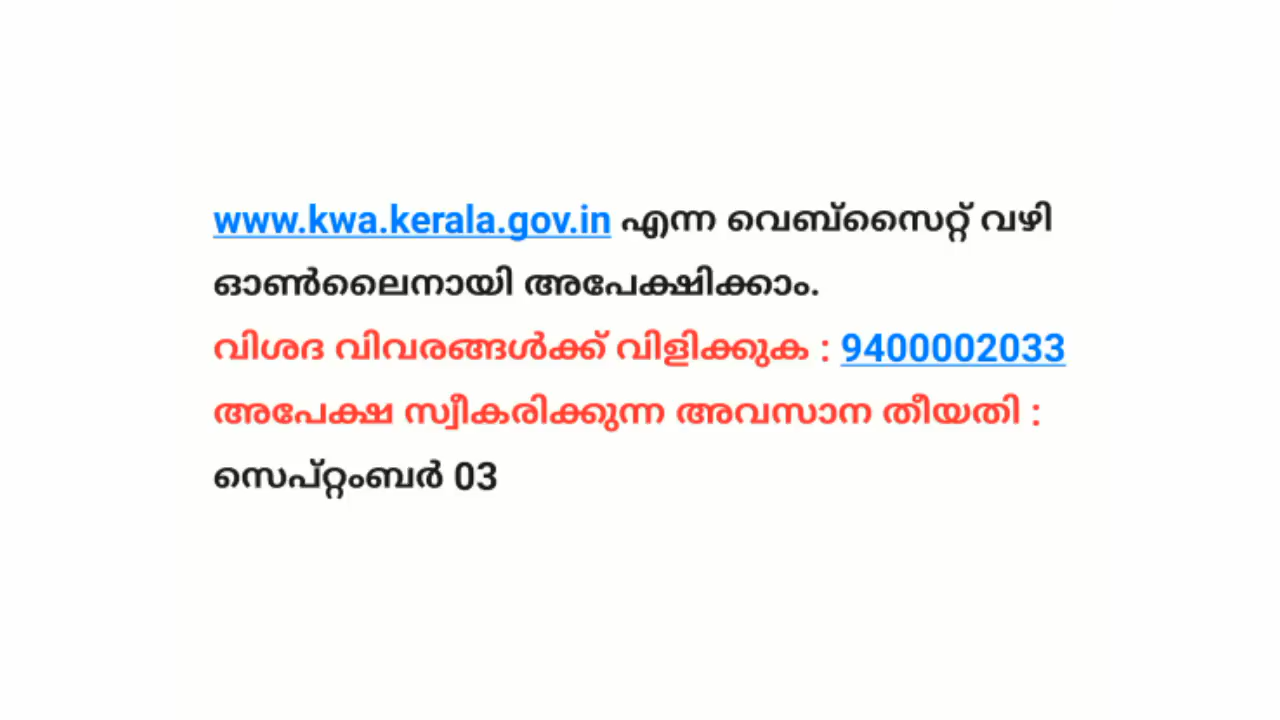 www.kwa.kerala.gov.in എന്ന വെബ്സൈറ്റ് വഴി
ഓൺലൈനായി അപേക്ഷിക്കാം.
വിശദ വിവരങ്ങൾക്ക് വിളിക്കുക : 9400002033
അപേക്ഷ സ്വീകരിക്കുന്ന അവസാന തീയതി :
സെപ്റ്റംബർ 03